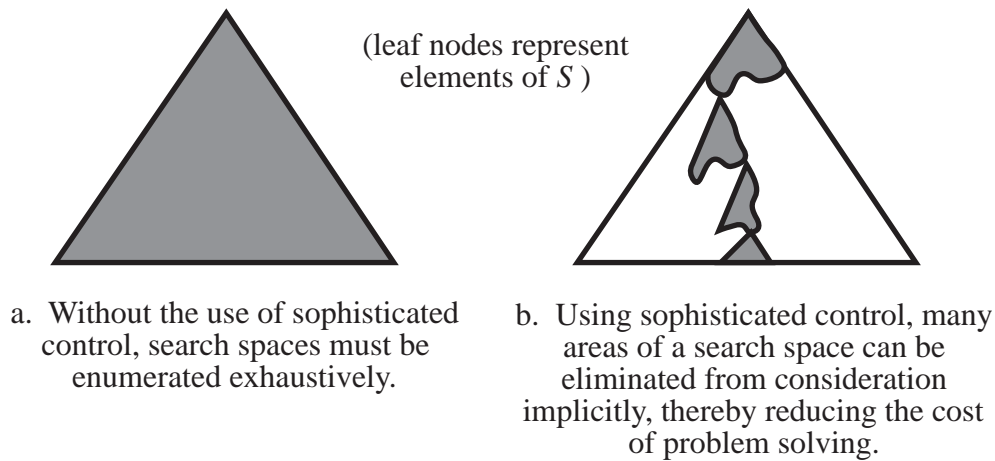 (leaf nodes represent
elements of S )
a. Without the use of sophisticated
control, search spaces must be
enumerated exhaustively.
b. Using sophisticated control, many
areas of a search space can be
eliminated from consideration
implicitly, thereby reducing the cost
of problem solving.